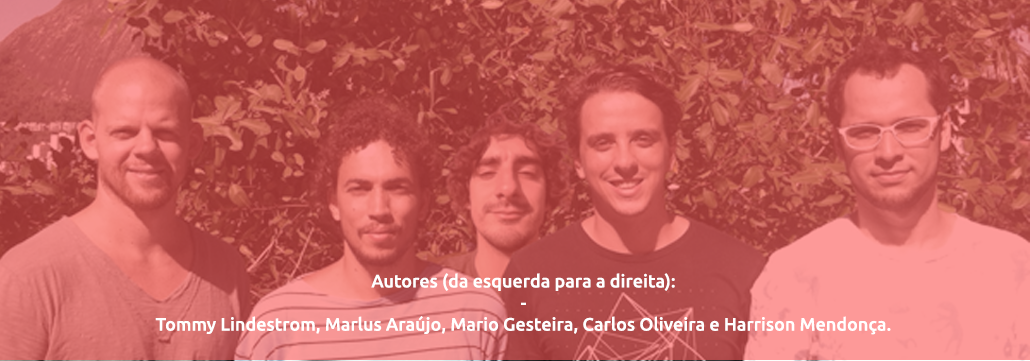 Autores (da esquerda para a direita):
-
Tommy Lindestrom, Marlus Araújo, Mario Gesteira, Carlos Oliveira e Harrison Mendonça.